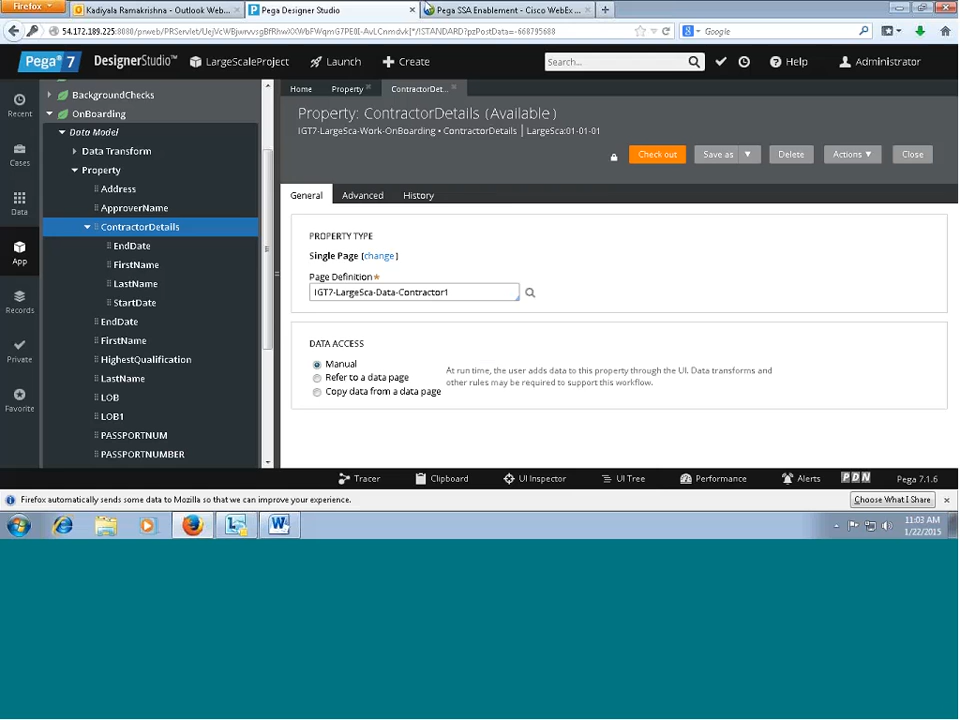 Firefox
Kadiyala Ramakrishna - Outlook Web...
Pega Designer Studio
Pega SSA Enablement - Cisco WebEx ...
Google
Pega 7
DesignerStudio™
LargeScaleProject
Launch
Create
Search...
Help
Administrator
Recent
Cases
Data
App
Records
Private
Favorite
BackgroundChecks
OnBoarding
Data Model
Data Transform
Property
Address
ApproverName
ContractorDetails
EndDate
FirstName
LastName
StartDate
EndDate
FirstName
HighestQualification
LastName
LOB
LOB1
PASSPORTNUM
PASSPORTNUMBER
Home
Property
ContractorDet...
Property: ContractorDetails (Available)
IGT7-LargeSca-Work-OnBoarding • ContractorDetails | LargeSca:01-01-01
Check out
Save as
Delete
Actions
Close
General
Advanced
History
PROPERTY TYPE
Single Page [change]
Page Definition*
IGT7-LargeSca-Data-Contractor1
DATA ACCESS
Manual
Refer to a data page
Copy data from a data page
At run time, the user adds data to this property through the UI. Data transforms and
other rules may be required to support this workflow.
Tracer
Clipboard
UI Inspector
UI Tree
Performance
Alerts
PDN
Pega 7.1.6
Firefox automatically sends some data to Mozilla so that we can improve your experience.
Choose What I Share
11:03 AM
1/22/2015